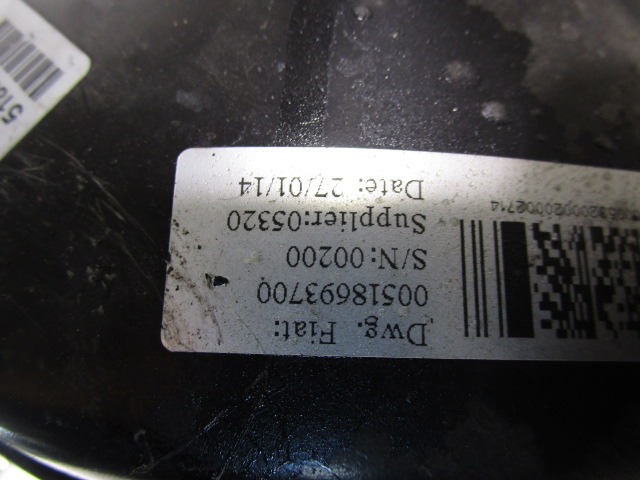 Dwg. Fiat:
00518693700
S/N: 00200
Supplier:05320
Date: 27/01/14